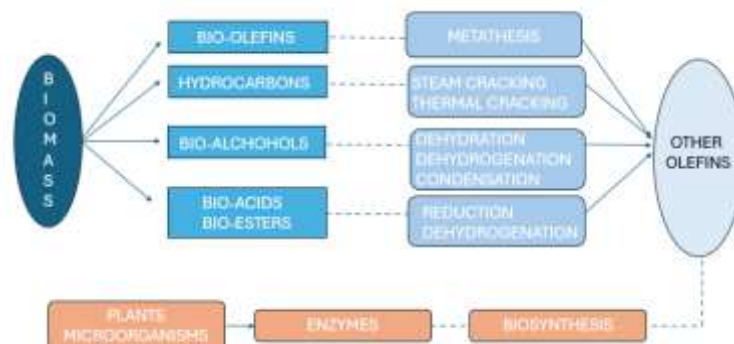 BIOMASS
BIO-OLEFINS
METATHESIS
HYDROCARBONS
STEAM CRACKING
THERMAL CRACKING
BIO-ALCHOHOLS
DEHYDRATION
DEHYDROGENATION
CONDENSATION
BIO-ACIDS
BIO-ESTERS
REDUCTION
DEHYDROGENATION
OTHER
OLEFINS
PLANTS
MICROORGANISMS
ENZYMES
BIOSYNTHESIS